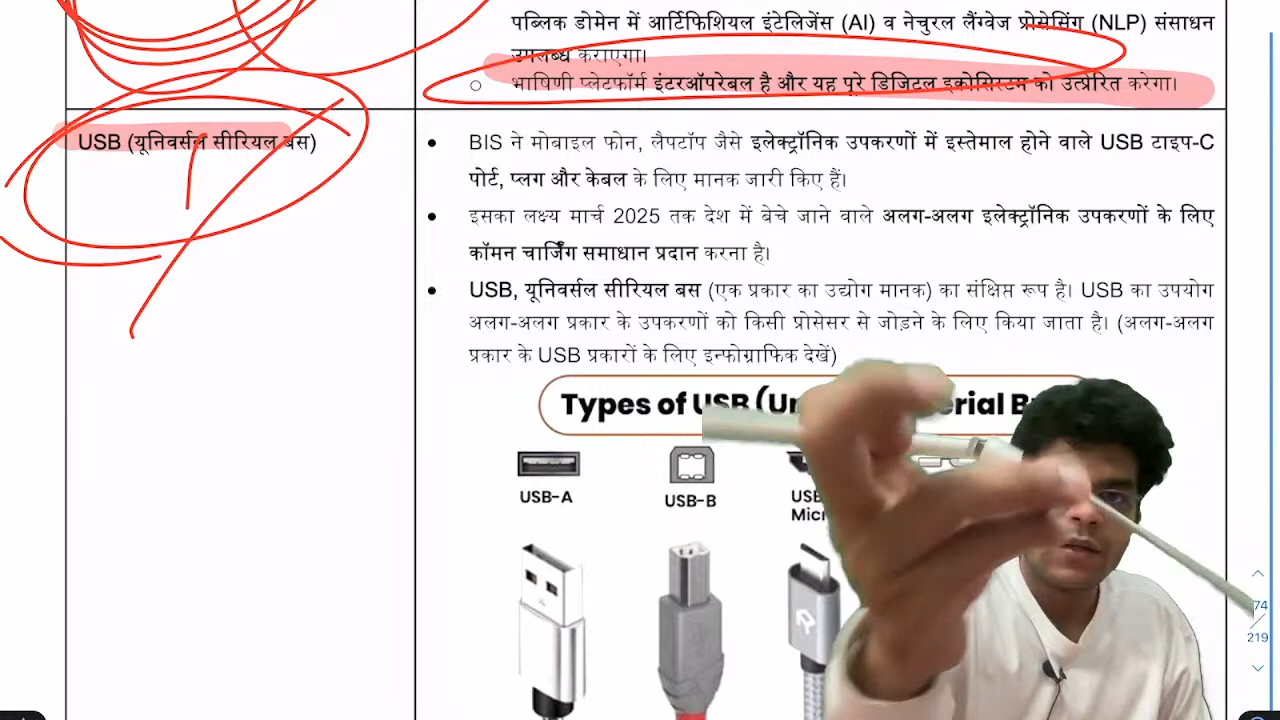 पब्लिक डोमेन में आर्टिफिशियल इंटेलिजेंस (AI) व नेचुरल लैंग्वेज प्रोसेसिंग (NLP) संसाधन
उपलब्ध कराएगा।
भाषिणी प्लेटफॉर्म इंटरऑपरेबल है और यह पूरे डिजिटल इकोसिस्टम को उत्प्रेरित करेगा।
USB (यूनिवर्सल सीरियल बस)
BIS ने मोबाइल फोन, लैपटॉप जैसे इलेक्ट्रॉनिक उपकरणों में इस्तेमाल होने वाले USB टाइप-C
पोर्ट, प्लग और केबल के लिए मानक जारी किए हैं।
इसका लक्ष्य मार्च 2025 तक देश में बेचे जाने वाले अलग-अलग इलेक्ट्रॉनिक उपकरणों के लिए
कॉमन चार्जिंग समाधान प्रदान करना है।
USB, यूनिवर्सल सीरियल बस (एक प्रकार का उद्योग मानक) का संक्षिप्त रूप है। USB का उपयोग
अलग-अलग प्रकार के उपकरणों को किसी प्रोसेसर से जोड़ने के लिए किया जाता है। (अलग-अलग
प्रकार के USB प्रकारों के लिए इन्फोग्राफिक देखें)
Types of USB
USB-A
USB-B
USB
74
219